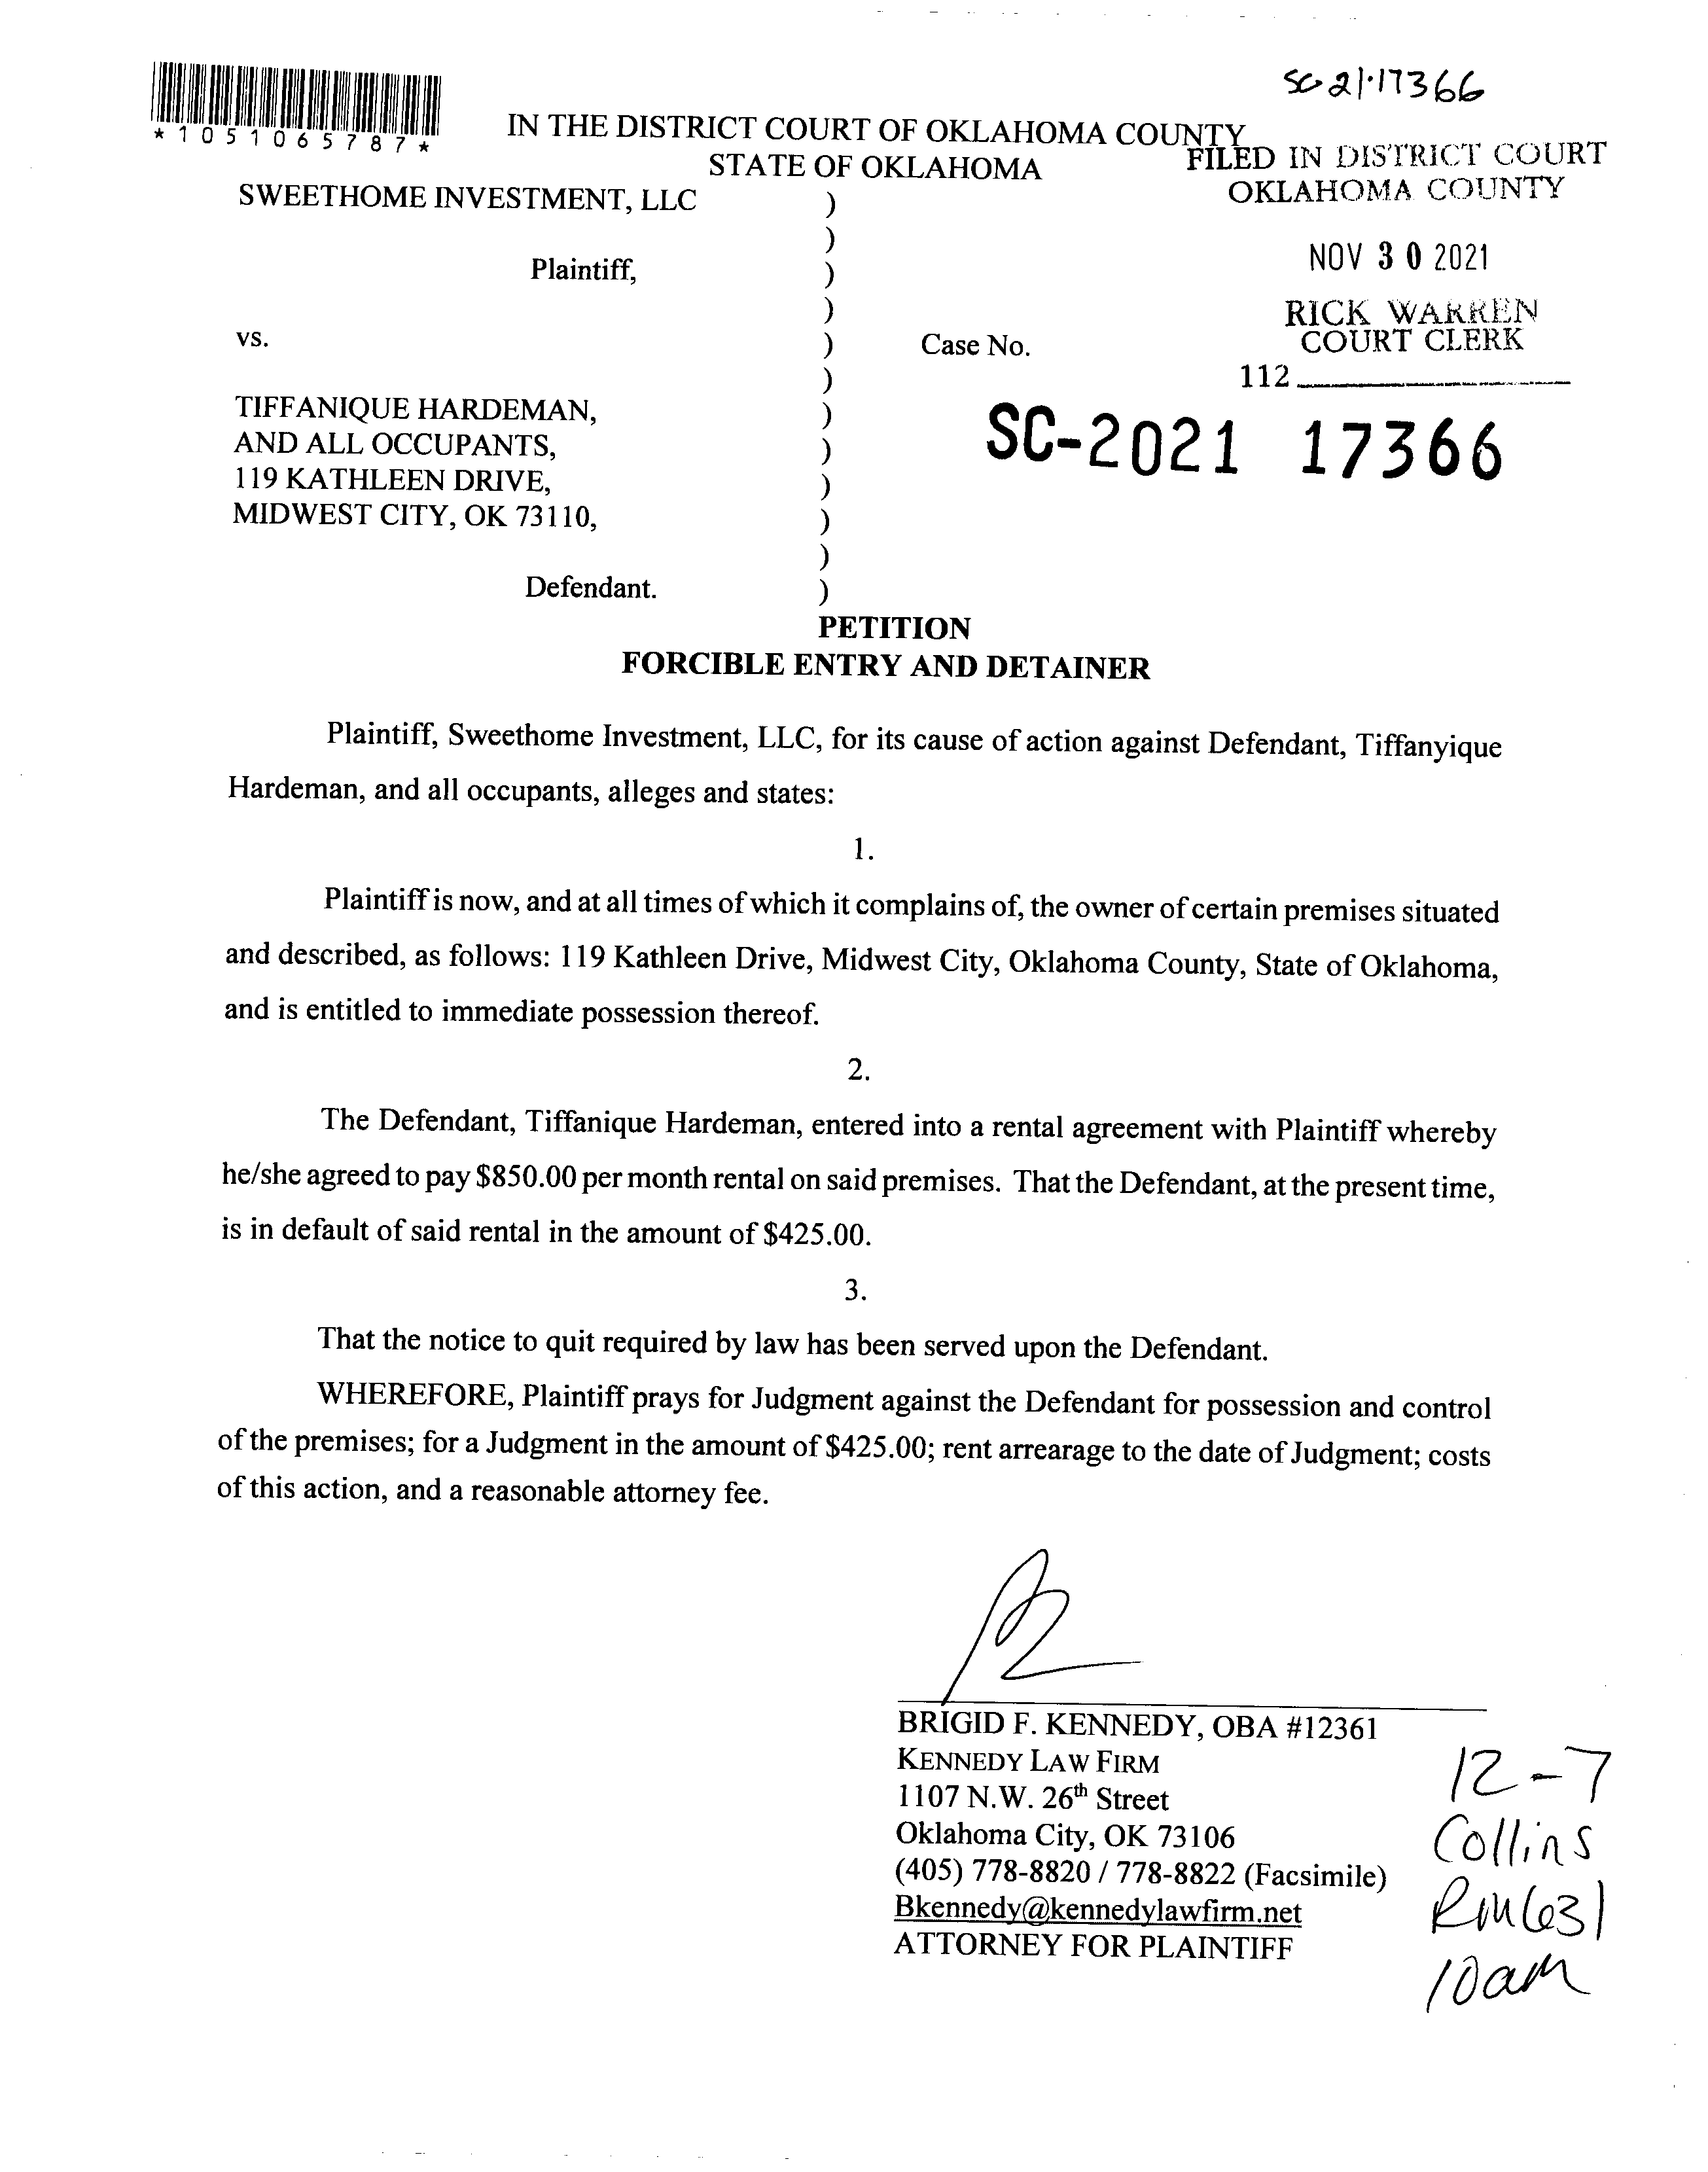 SC-21-17366
*1051065787*
IN THE DISTRICT COURT OF OKLAHOMA COUNTY
STATE OF OKLAHOMA
FILED IN DISTRICT COURT
OKLAHOMA COUNTY
NOV 30 2021
RICK WARREN
COURT CLERK
112
SWEETHOME INVESTMENT, LLC )
)
Plaintiff, )
)
vs. ) Case No.
)
TIFFANIQUE HARDEMAN, ) SC-2021 17366
AND ALL OCCUPANTS, )
119 KATHLEEN DRIVE, )
MIDWEST CITY, OK 73110, )
)
Defendant. )
PETITION
FORCIBLE ENTRY AND DETAINER
Plaintiff, Sweethome Investment, LLC, for its cause of action against Defendant, Tiffanyique
Hardeman, and all occupants, alleges and states:
1.
Plaintiff is now, and at all times of which it complains of, the owner of certain premises situated
and described, as follows: 119 Kathleen Drive, Midwest City, Oklahoma County, State of Oklahoma,
and is entitled to immediate possession thereof.
2.
The Defendant, Tiffanique Hardeman, entered into a rental agreement with Plaintiff whereby
he/she agreed to pay $850.00 per month rental on said premises. That the Defendant, at the present time,
is in default of said rental in the amount of $425.00.
3.
That the notice to quit required by law has been served upon the Defendant.
WHEREFORE, Plaintiff prays for Judgment against the Defendant for possession and control
of the premises; for a Judgment in the amount of $425.00; rent arrearage to the date of Judgment; costs
of this action, and a reasonable attorney fee.
BRIGID F. KENNEDY, OBA #12361
KENNEDY LAW FIRM
1107 N.W. 26th Street
Oklahoma City, OK 73106
(405) 778-8820 / 778-8822 (Facsimile)
Bkennedy@kennedylawfirm.net
ATTORNEY FOR PLAINTIFF
12-7
Collins
Rm 631
10am